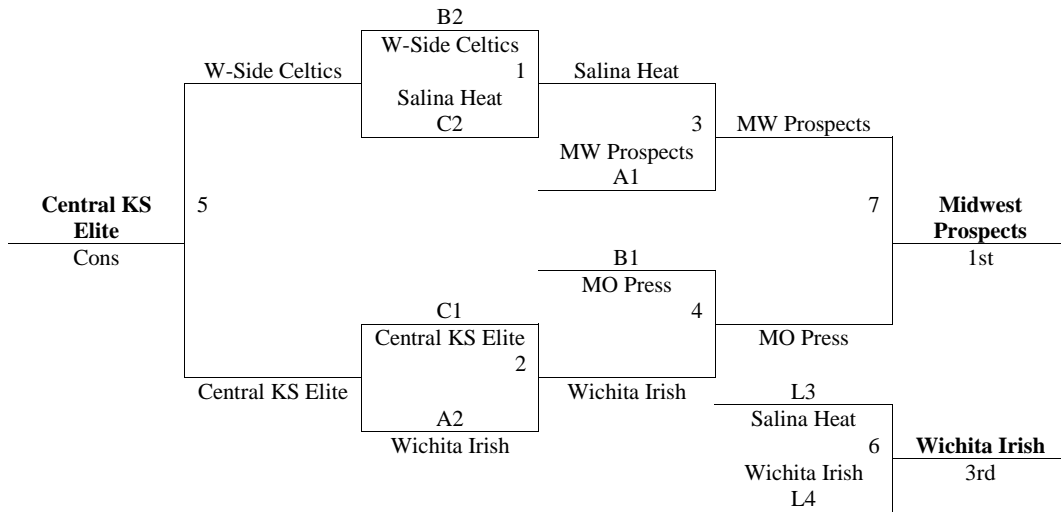 B2
W-Side Celtics
W-Side Celtics
1
Salina Heat
Salina Heat
C2
3
MW Prospects
MW Prospects
A1
Central KS
Elite
Cons
5
7
Midwest
Prospects
1st
B1
MO Press
C1
4
Central KS Elite
MO Press
2
Central KS Elite
Wichita Irish
A2
Wichita Irish
L3
Salina Heat
6
Wichita Irish
3rd
Wichita Irish
L4